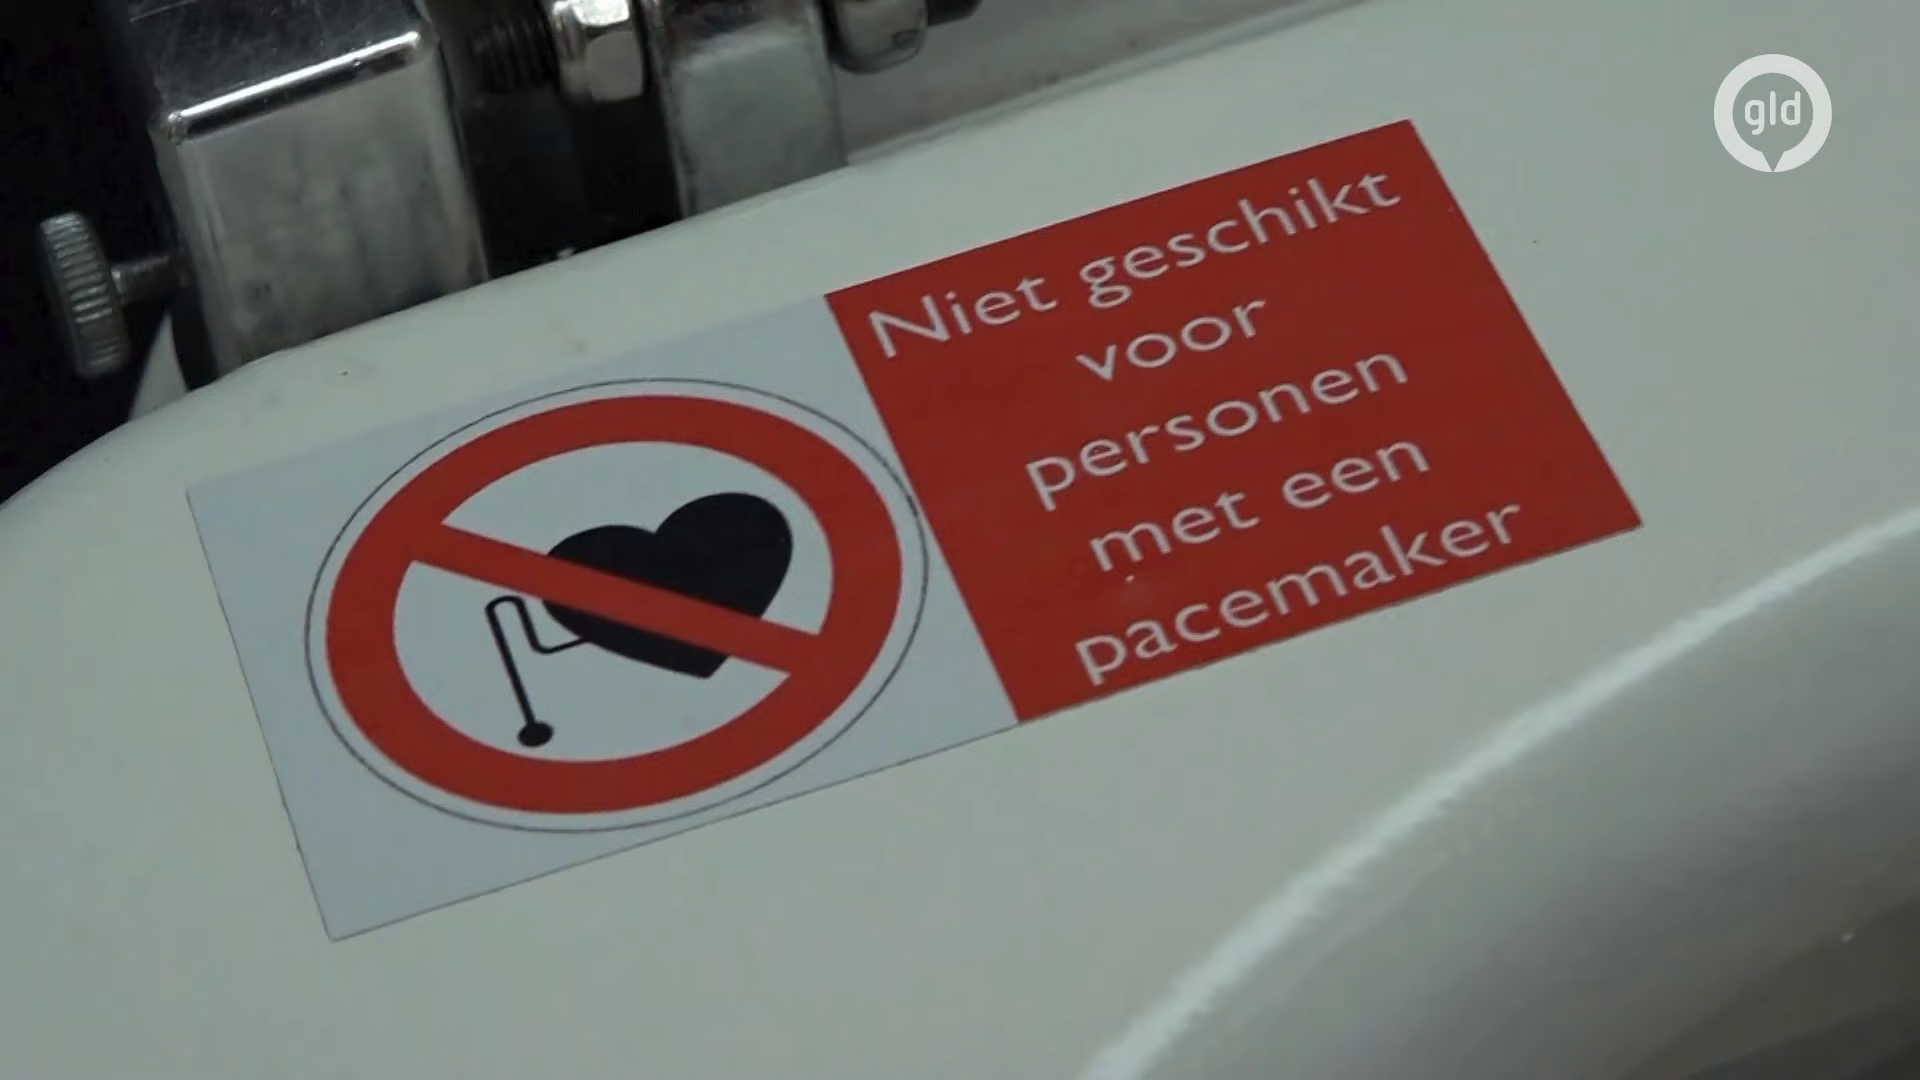 gld
Niet geschikt
voor
personen
met een
pacemaker